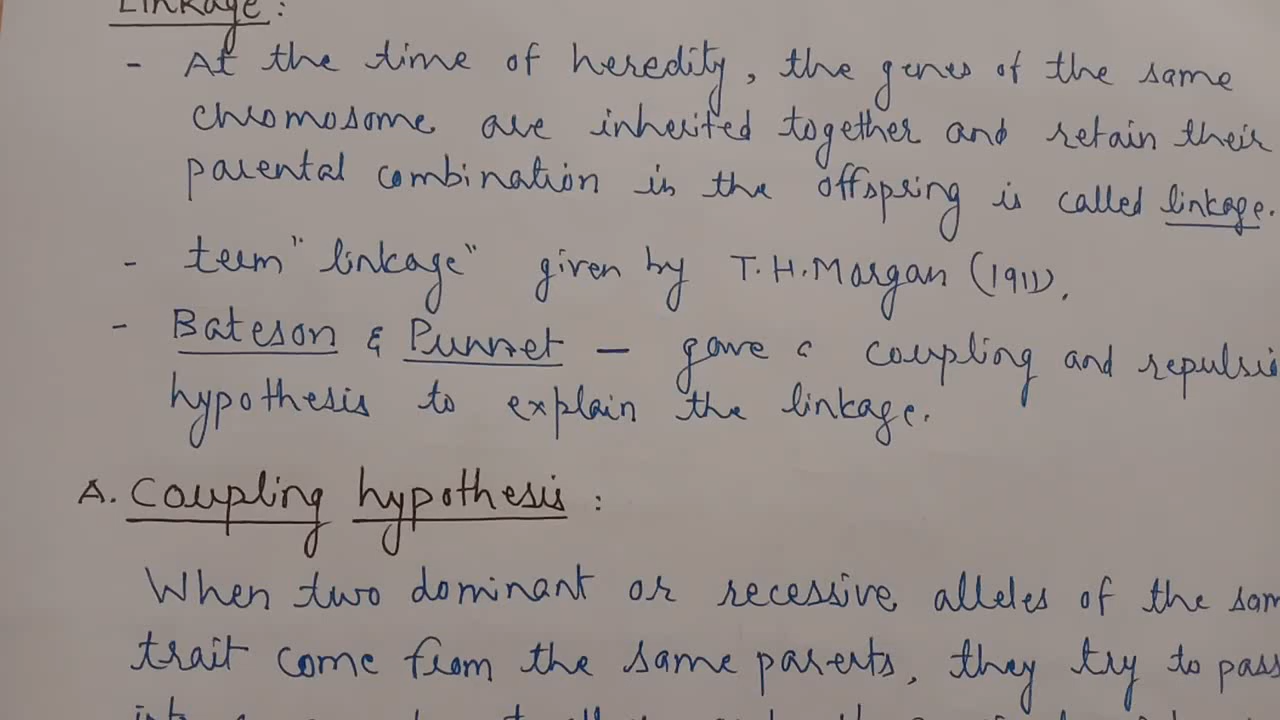 Linkage :
- At the time of heredity, the genes of the same
chromosome are inherited together and retain their
parental combination in the offspring is called linkage.
- term "linkage" given by T.H.Morgan (1911).
- Bateson & Punnet — gave a coupling and repulsi
hypothesis to explain the linkage.
A. Coupling hypothesis :
When two dominant or recessive alleles of the sam
trait come from the same parents, they try to pass